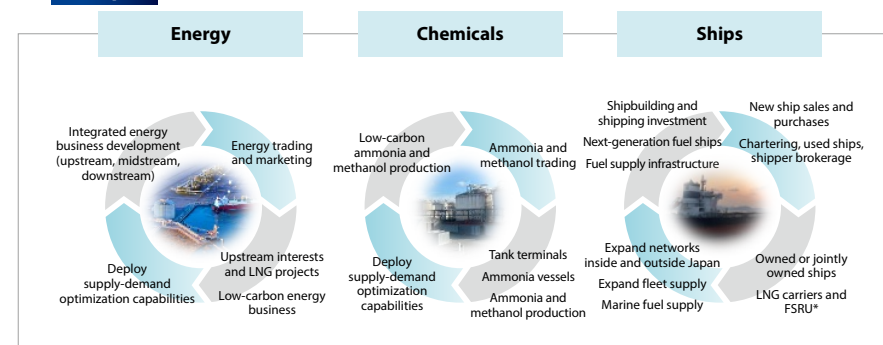 Energy
Integrated energy
business development
(upstream, midstream,
downstream)
Energy trading
and marketing
Deploy
supply-demand
optimization capabilities
Upstream interests
and LNG projects
Low-carbon energy
business
Chemicals
Low-carbon
ammonia and
methanol production
Ammonia and
methanol trading
Deploy
supply-demand
optimization
capabilities
Tank terminals
Ammonia vessels
Ammonia and
methanol production
Ships
Shipbuilding and
shipping investment
Next-generation fuel ships
Fuel supply infrastructure
New ship sales and
purchases
Chartering, used ships,
shipper brokerage
Expand networks
inside and outside Japan
Expand fleet supply
Marine fuel supply
Owned or jointly
owned ships
LNG carriers and
FSRU*